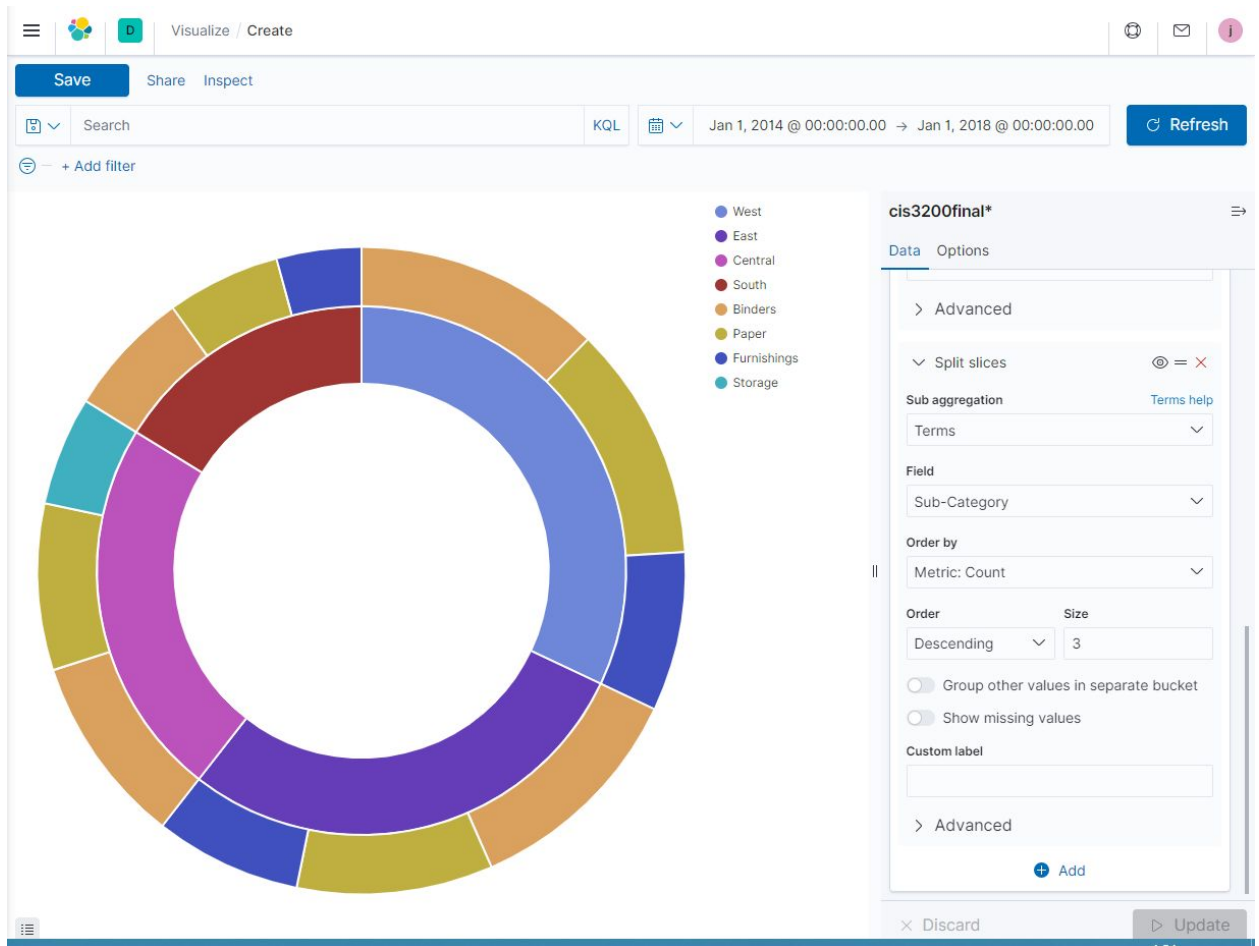 D Visualize / Create j
Save Share Inspect
Search KQL Jan 1, 2014 @ 00:00:00.00 → Jan 1, 2018 @ 00:00:00.00 Refresh
+ Add filter
West
East
Central
South
Binders
Paper
Furnishings
Storage
cis3200final*
Data Options
Advanced
Split slices
Sub aggregation Terms help
Terms
Field
Sub-Category
Order by
Metric: Count
Order Size
Descending 3
Group other values in separate bucket
Show missing values
Custom label
Advanced
Add
Discard Update